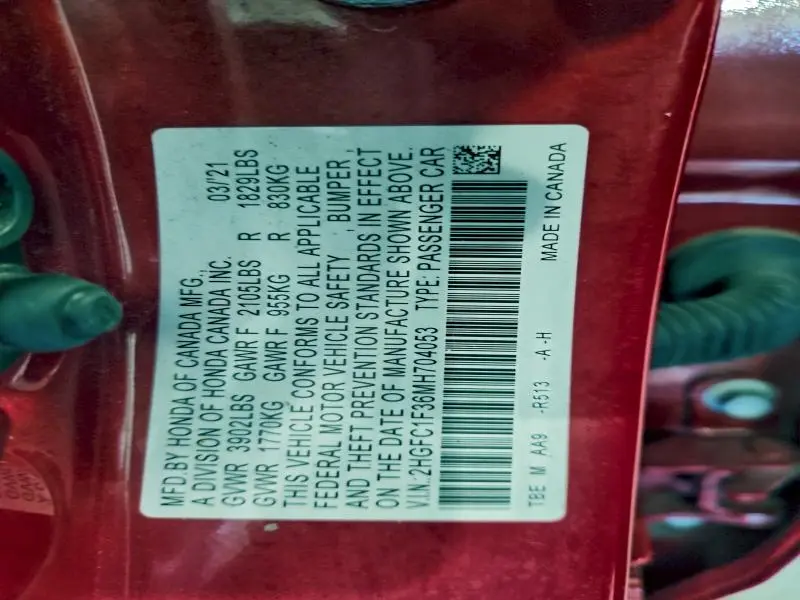 MFD.BY HONDA OF CANADA MFG., 03/'21
A DIVISION OF HONDA CANADA INC.
GVWR 3902LBS GAWR F 2105LBS R 1829LBS
GVWR 1770KG GAWR F 955KG R 830KG
THIS VEHICLE CONFORMS TO ALL APPLICABLE
FEDERAL MOTOR VEHICLE SAFETY , BUMPER ,
AND THEFT PREVENTION STANDARDS IN EFFECT
ON THE DATE OF MANUFACTURE SHOWN ABOVE.
V.I.N.:2HGFC1F36MH704053 TYPE: PASSENGER CAR
TBE M AA9 -R513 -A -H MADE IN CANADA